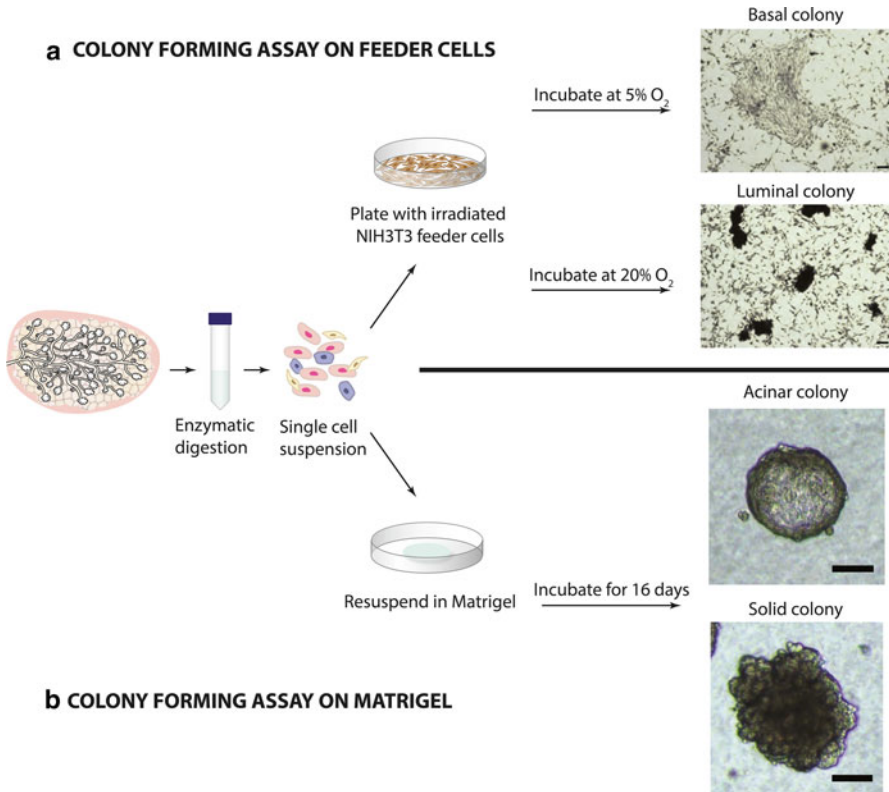 a COLONY FORMING ASSAY ON FEEDER CELLS
Basal colony
Incubate at 5% O₂
Luminal colony
Plate with irradiated
NIH3T3 feeder cells
Incubate at 20% O₂
Enzymatic
digestion
Single cell
suspension
Acinar colony
Resuspend in Matrigel
Incubate for 16 days
Solid colony
b COLONY FORMING ASSAY ON MATRIGEL